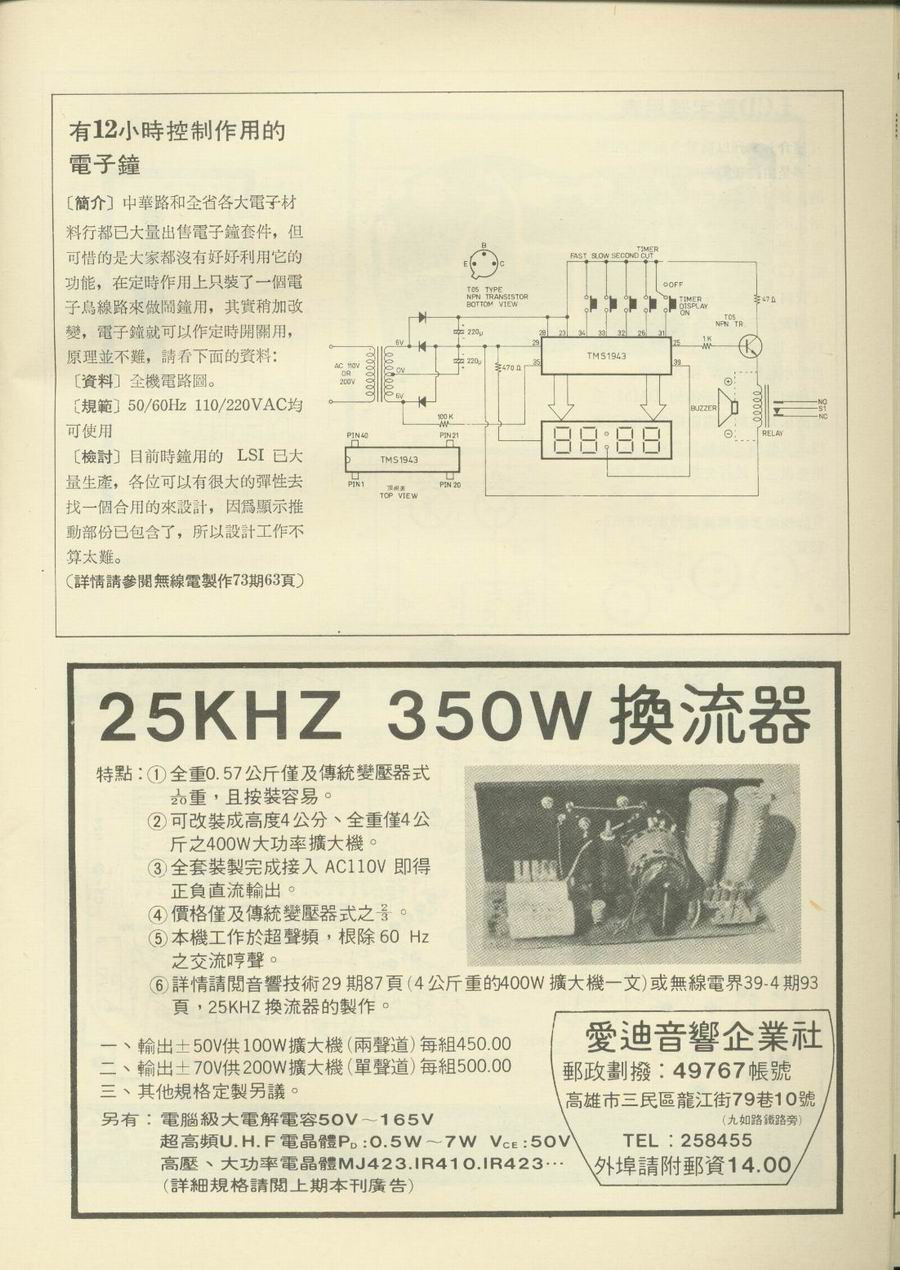 有12小時控制作用的
電子鐘
〔簡介〕中華路和全省各大電子材
料行都已大量出售電子鐘套件，但
可惜的是大家都沒有好好利用它的
功能，在定時作用上只裝了一個電
子鳥線路來做鬧鐘用，其實稍加改
變，電子鐘就可以作定時開關用，
原理並不難，請看下面的資料：
〔資料〕全機電路圖。
〔規範〕50/60Hz 110/220VAC均
可使用
〔檢討〕目前時鐘用的 LSI 已大
量生產，各位可以有很大的彈性去
找一個合用的來設計，因爲顯示推
動部份已包含了，所以設計工作不
算太難。
（詳情請參閱無線電製作73期63頁）
B
E C
TO5 TYPE
NPN TRANSISTOR
BOTTOM VIEW
TIMER
FAST SLOW SECOND CUT
OFF
TIMER
DISPLAY
ON
47Ω
TO5
NPN TR.
1K
220μ
220μ
6V
0V
6V
AC 110V
OR
200V
470Ω
100K
28 23 34 33 32 26 31
29
35
25
39
TMS1943
BUZZER
RELAY
NO
S1
NC
PIN40 PIN21
TMS1943
PIN1 PIN20
頂視圖
TOP VIEW
25KHZ 350W換流器
特點：①全重0.57公斤僅及傳統變壓器式
1/20重，且按裝容易。
②可改裝成高度4公分、全重僅4公
斤之400W大功率擴大機。
③全套裝製完成接入 AC110V 即得
正負直流輸出。
④價格僅及傳統變壓器式之2/3。
⑤本機工作於超聲頻，根除60 Hz
之交流哼聲。
⑥詳情請閱音響技術29期87頁(4公斤重的400W擴大機一文)或無線電界39-4期93
頁，25KHZ換流器的製作。
一、輸出±50V供100W擴大機(兩聲道)每組450.00
二、輸出±70V供200W擴大機(單聲道)每組500.00
三、其他規格定製另議。
另有：電腦級大電解電容50V～165V
超高頻U.H.F電晶體PD:0.5W～7W VCE:50V
高壓、大功率電晶體MJ423.IR410.IR423…
(詳細規格請閱上期本刊廣告)
愛迪音響企業社
郵政劃撥：49767帳號
高雄市三民區龍江街79巷10號
(九如路鐵路旁)
TEL：258455
外埠請附郵資14.00